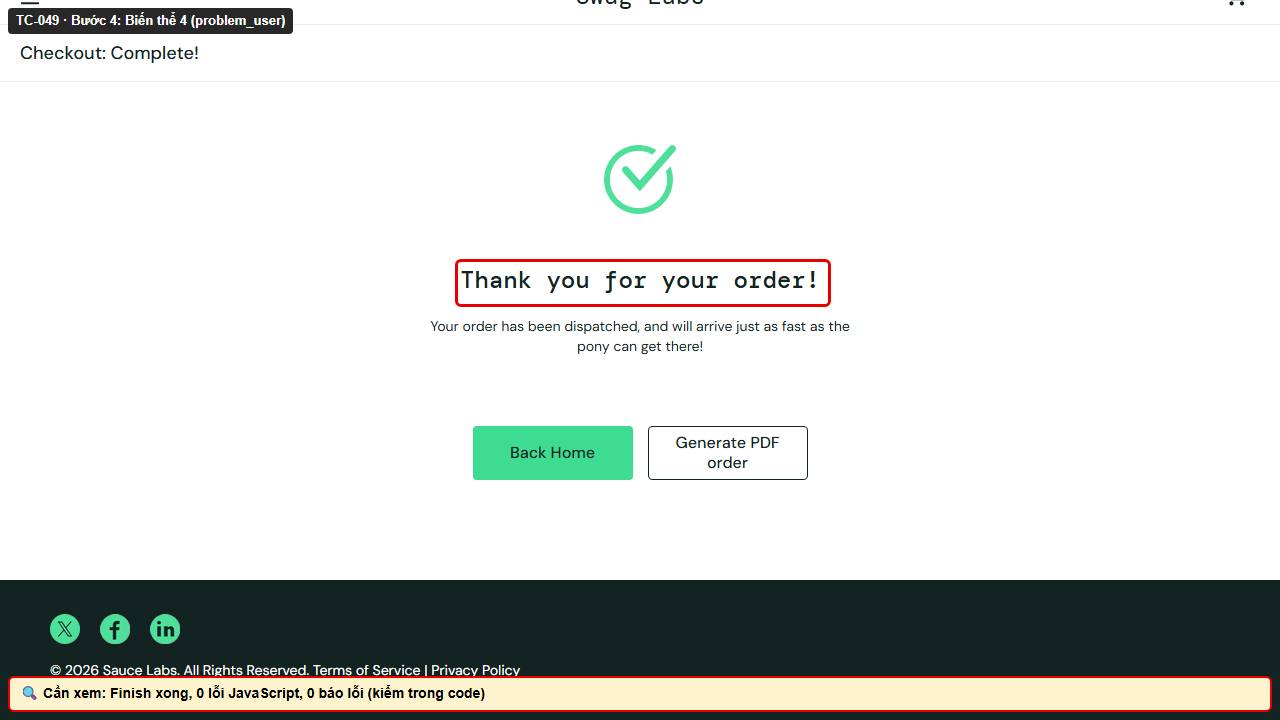 Swag Labs
TC-049 · Bước 4: Biến thể 4 (problem_user)
Checkout: Complete!
Thank you for your order!
Your order has been dispatched, and will arrive just as fast as the
pony can get there!
Back Home
Generate PDF
order
© 2026 Sauce Labs. All Rights Reserved. Terms of Service | Privacy Policy
🔍 Cần xem: Finish xong, 0 lỗi JavaScript, 0 báo lỗi (kiểm trong code)